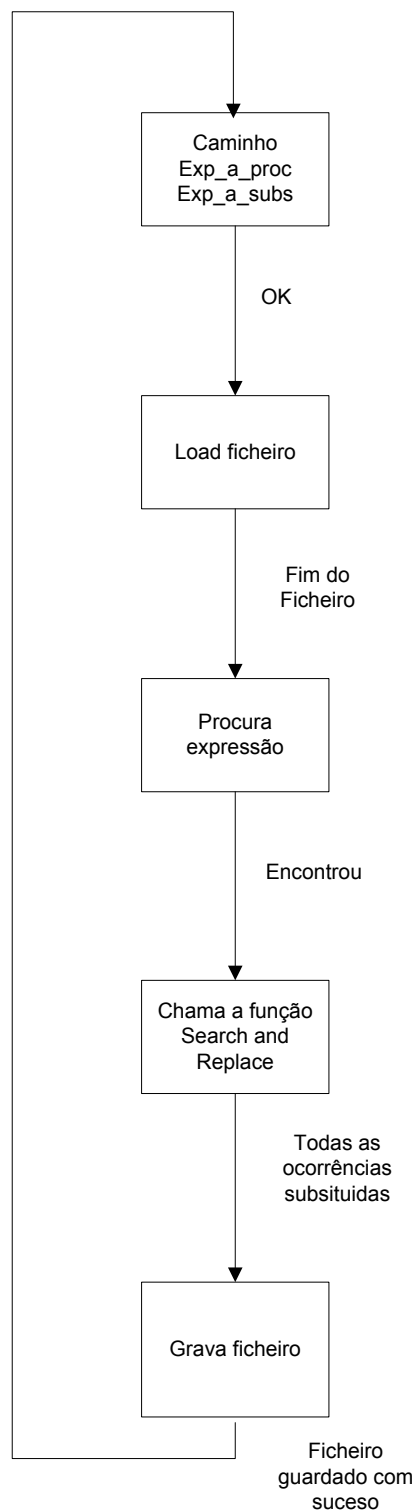 Caminho
Exp_a_proc
Exp_a_subs
OK
Load ficheiro
Fim do
Ficheiro
Procura
expressão
Encontrou
Chama a função
Search and
Replace
Todas as
ocorrências
subsituidas
Grava ficheiro
Ficheiro
guardado com
suceso